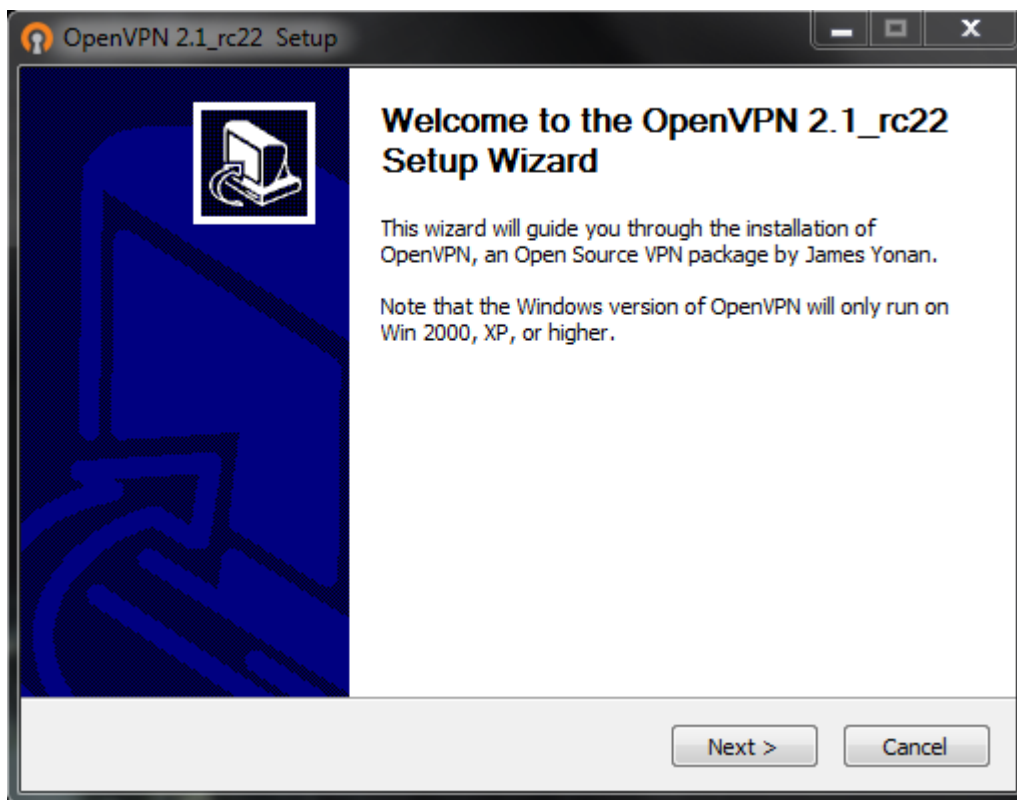 OpenVPN 2.1_rc22 Setup
Welcome to the OpenVPN 2.1_rc22
Setup Wizard
This wizard will guide you through the installation of
OpenVPN, an Open Source VPN package by James Yonan.
Note that the Windows version of OpenVPN will only run on
Win 2000, XP, or higher.
Next >
Cancel